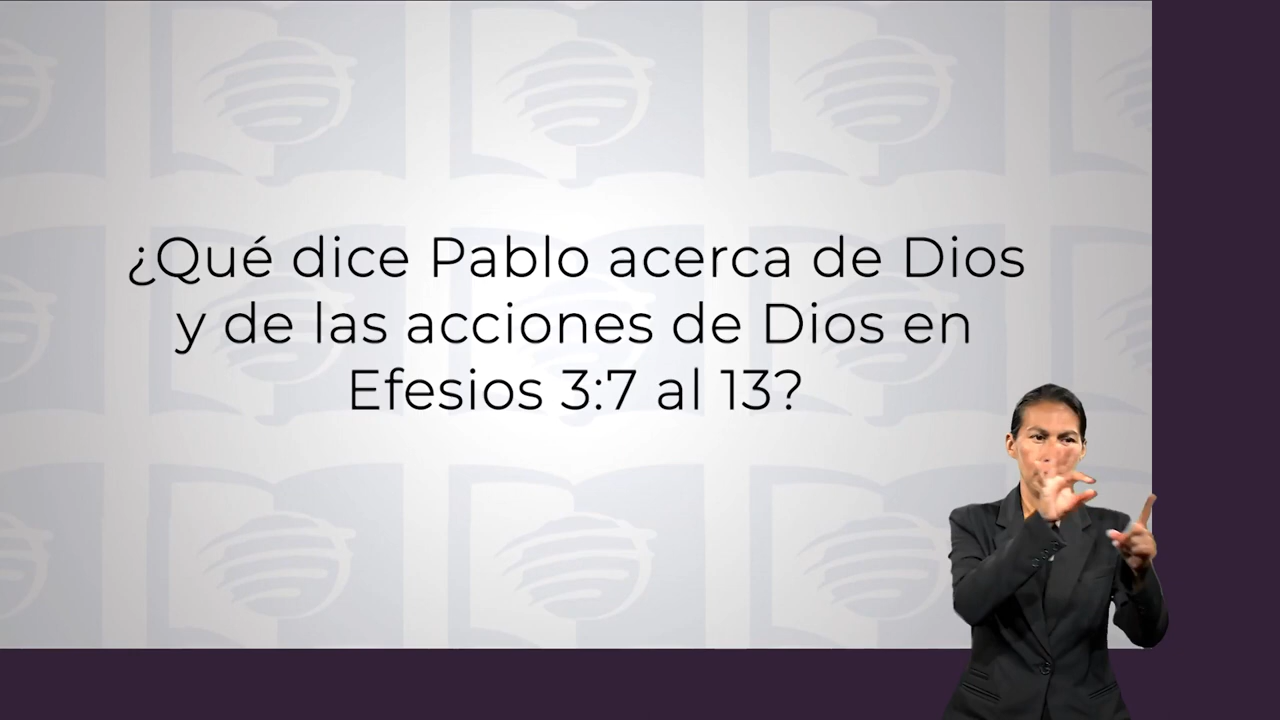 ¿Qué dice Pablo acerca de Dios
y de las acciones de Dios en
Efesios 3:7 al 13?